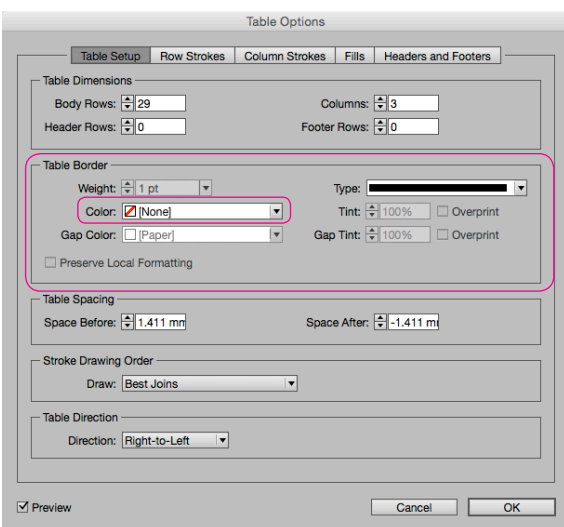 Table Options
Table Setup Row Strokes Column Strokes Fills Headers and Footers
Table Dimensions
Body Rows: 29 Columns: 3
Header Rows: 0 Footer Rows: 0
Table Border
Weight: 1 pt Type:
Color: [None] Tint: 100% Overprint
Gap Color: [Paper] Gap Tint: 100% Overprint
Preserve Local Formatting
Table Spacing
Space Before: 1.411 mm Space After: -1.411 m
Stroke Drawing Order
Draw: Best Joins
Table Direction
Direction: Right-to-Left
Preview Cancel OK